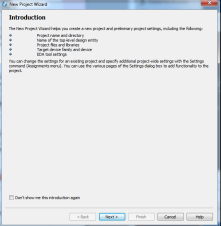 New Project Wizard
Introduction
The New Project Wizard helps you create a new project and preliminary project settings, including the following:
Project name and directory
Name of the top-level design entity
Project files and libraries
Target device family and device
EDA tool settings
You can change the settings for an existing project and specify additional project-wide settings with the Settings
command (Assignments menu). You can use the various pages of the Settings dialog box to add functionality to the
project.
Don't show me this introduction again
< Back
Next >
Finish
Cancel
Help